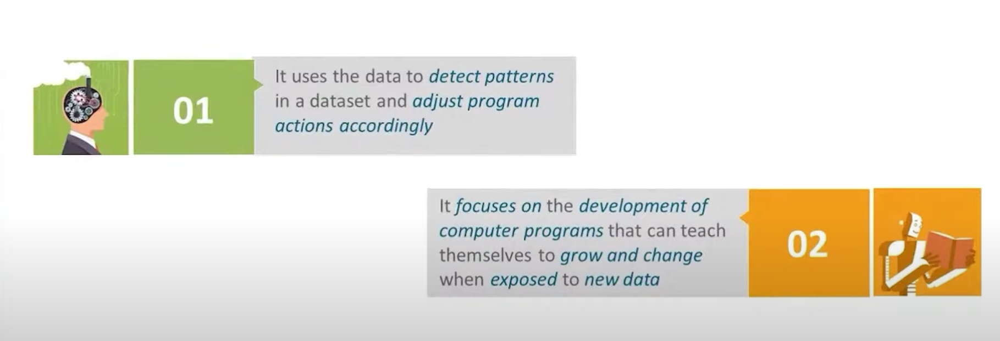 01
It uses the data to detect patterns
in a dataset and adjust program
actions accordingly
It focuses on the development of
computer programs that can teach
themselves to grow and change
when exposed to new data
02